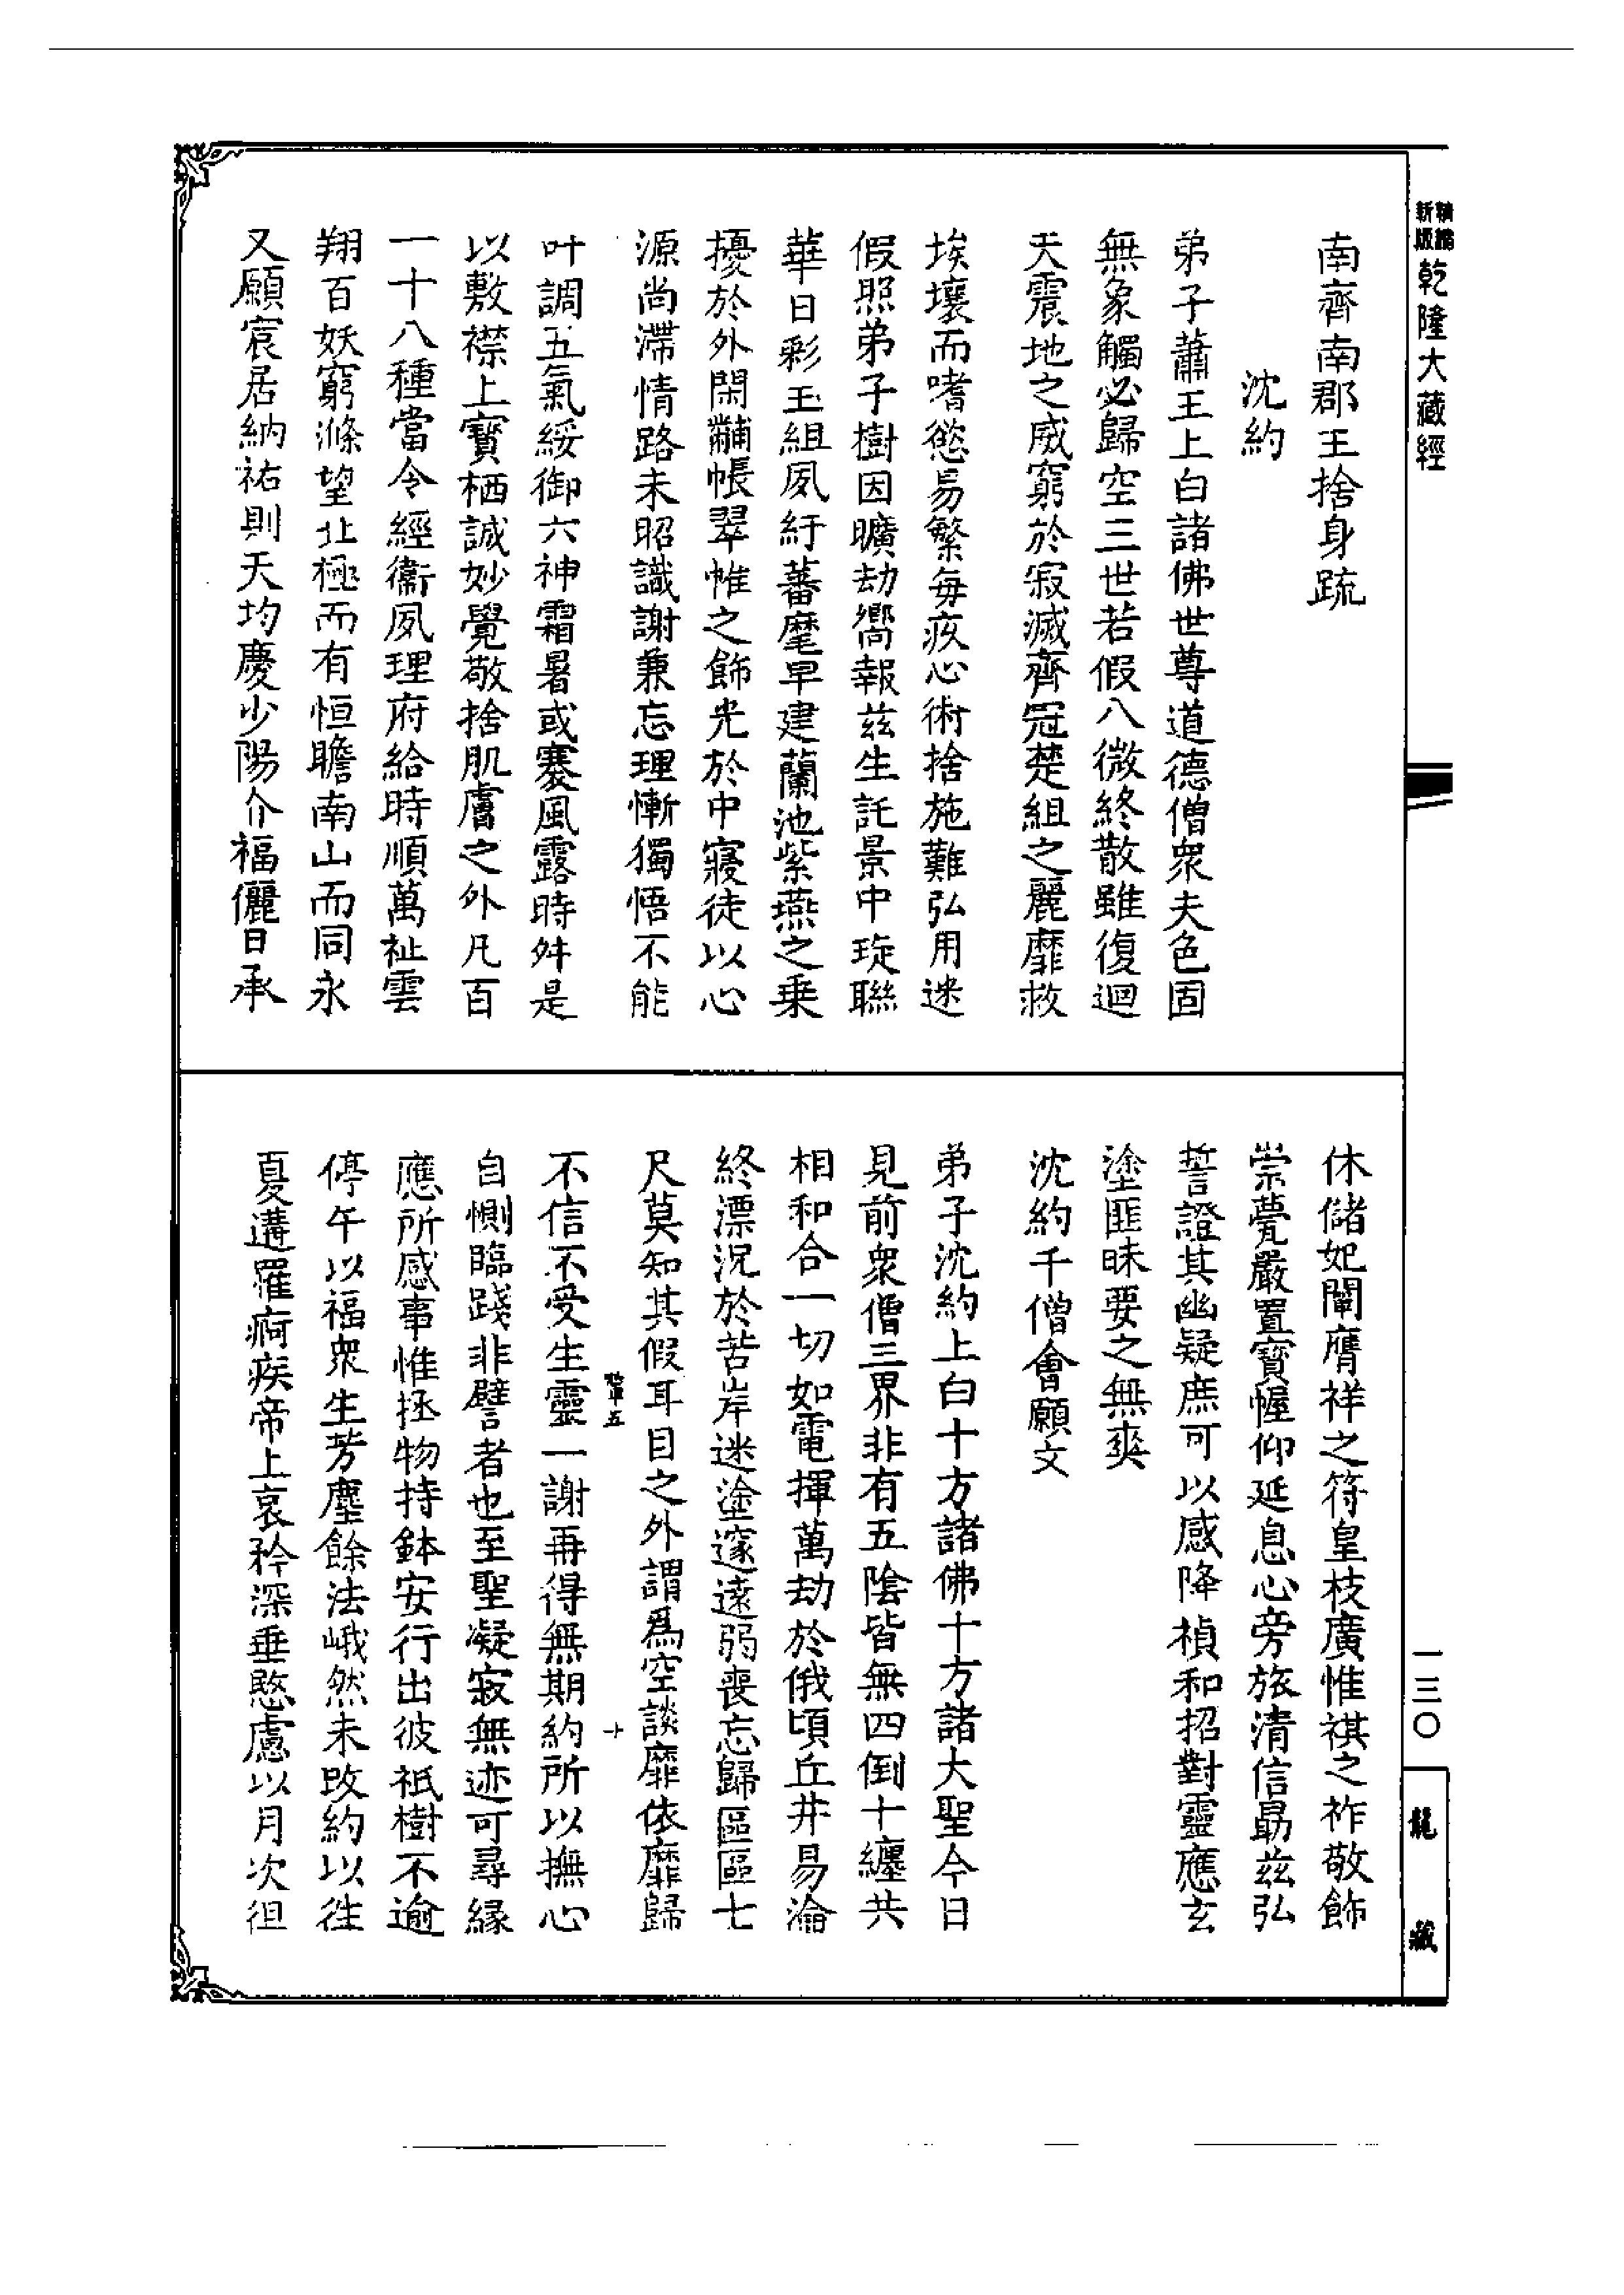 新版
精縮
乾隆大藏經
南齊南郡王捨身疏
沈約
弟子蕭王上白諸佛世尊道德僧衆夫色固
無象觸必歸空三世若假八微終散雖復迴
天震地之威窮於寂滅齊冠楚組之麗靡救
埃壤而嗜慾易繁每疚心術捨施難弘用迷
假照弟子樹因曠劫嚮報茲生託景中琁聯
華日彩玉組夙紆蕃麾早建蘭池紫燕之乗
擾於外閑黼帳翠帷之飾光於中寢徒以心
源尚滯情路未昭識謝兼忘理慚獨悟不能
叶調五氣綏御六神霜暑或褰風露時舛是
以敷襟上寳栖誠妙覺敬捨肌膚之外凡百
一十八種當令經衞夙理府給時順萬祉雲
翔百妖窮滌望北極而有恒瞻南山而同永
又願宸居納祐則天均慶少陽介福儷日承
休儲妃闡膺祥之符皇枝廣惟祺之祚敬飾
崇甍嚴置寳幄仰延息心旁旅清信勗茲弘
誓證其幽疑庶可以感降楨和招對靈應玄
塗匪昧要之無爽
沈約千僧會願文
弟子沈約上白十方諸佛十方諸大聖今日
見前衆僧三界非有五陰皆無四倒十纏共
相和合一切如電揮萬劫於俄頃丘井易淪
終漂況於苦岸迷塗邃遠弱喪忘歸區區七
尺莫知其假耳目之外謂爲空談靡依靡歸
不信不受生靈一謝再得無期約所以撫心
十
自惻臨踐非譬者也至聖凝寂無迹可尋緣
應所感事惟拯物持鉢安行出彼祇樹不逾
停午以福衆生芳塵餘法峨然未改約以往
夏遘罹痾疾帝上哀矜深垂愍慮以月次徂
一三〇
龍藏